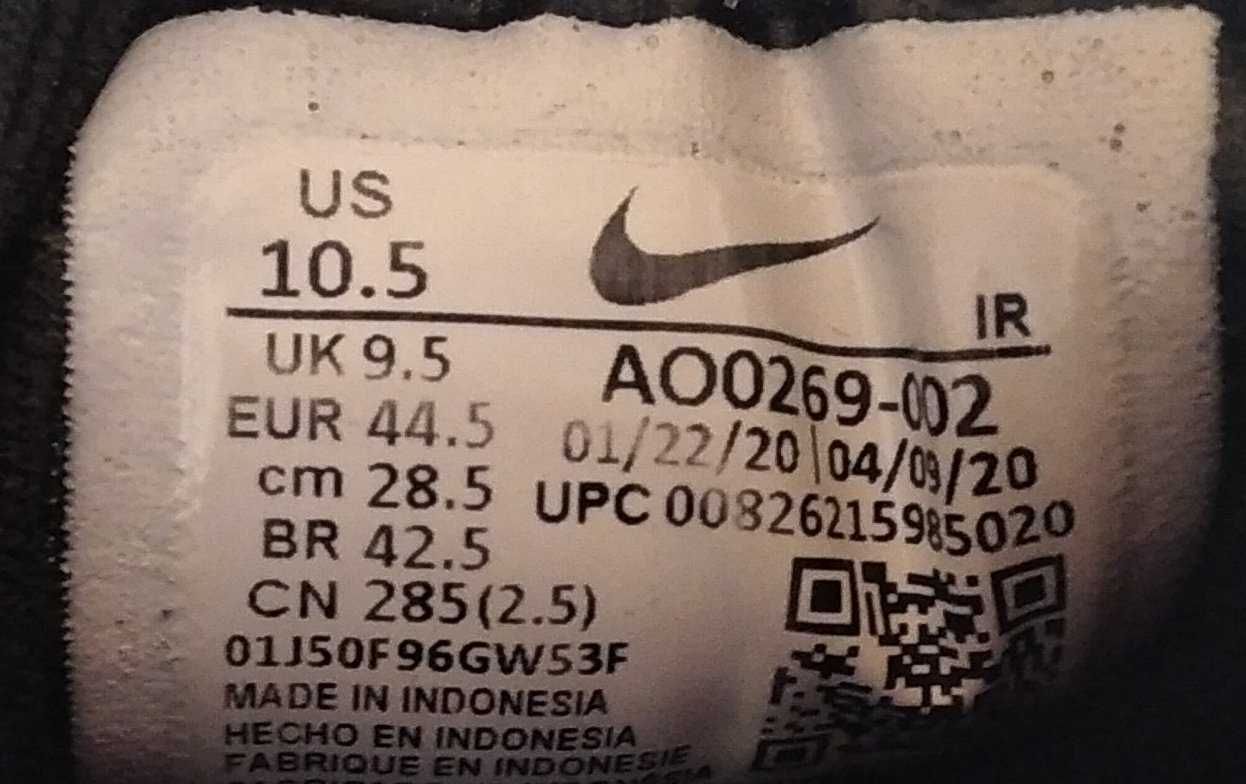 US
10.5
IR
UK 9.5
EUR 44.5
cm 28.5
BR 42.5
CN 285(2.5)
AO0269-002
01/22/20|04/09/20
UPC 00826215985020
01J50F96GW53F
MADE IN INDONESIA
HECHO EN INDONESIA
FABRIQUE EN INDONESIE